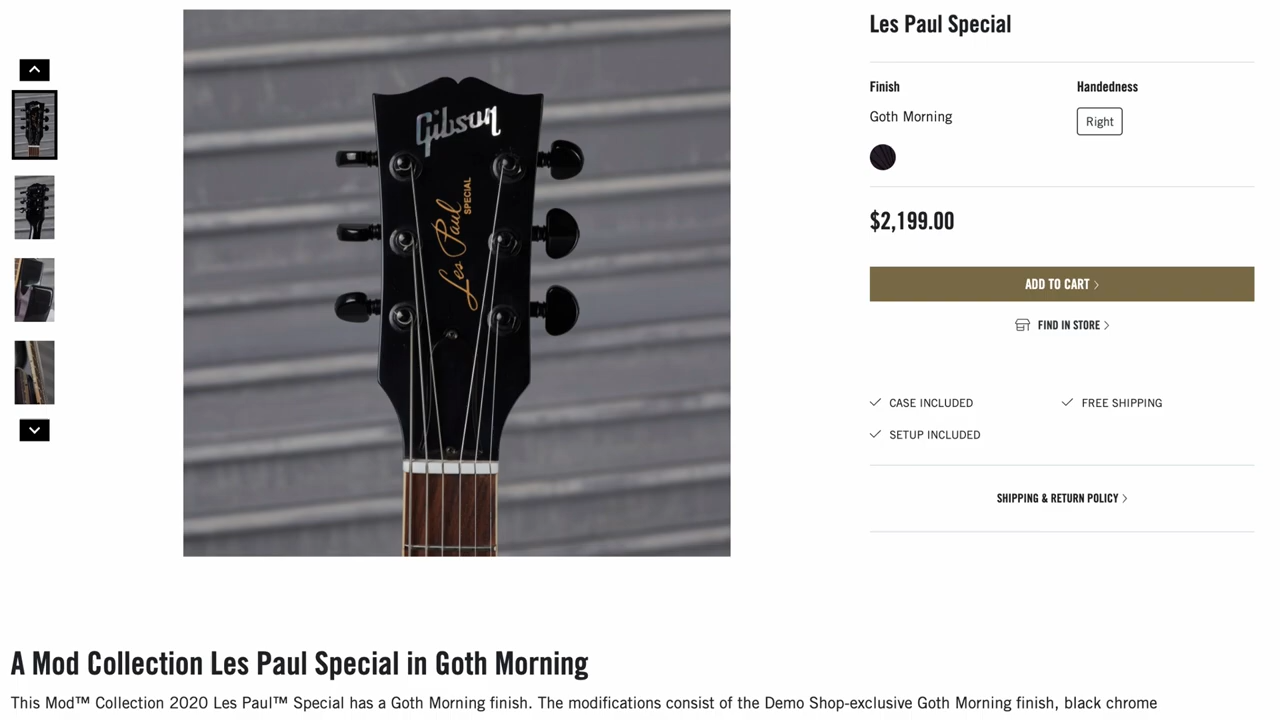 Les Paul Special
Finish
Handedness
Goth Morning
Right
$2,199.00
ADD TO CART
FIND IN STORE
CASE INCLUDED
FREE SHIPPING
SETUP INCLUDED
SHIPPING & RETURN POLICY
Gibson
Les Paul
SPECIAL
A Mod Collection Les Paul Special in Goth Morning
This Mod™ Collection 2020 Les Paul™ Special has a Goth Morning finish. The modifications consist of the Demo Shop-exclusive Goth Morning finish, black chrome